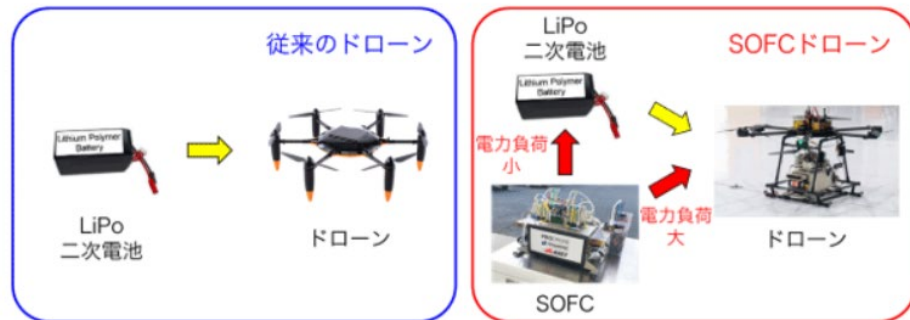 従来のドローン
Lithium Polymer
Battery
LiPo
二次電池
ドローン
SOFCドローン
LiPo
二次電池
Lithium Polymer
Battery
電力負荷
小
電力負荷
大
SOFC
ドローン